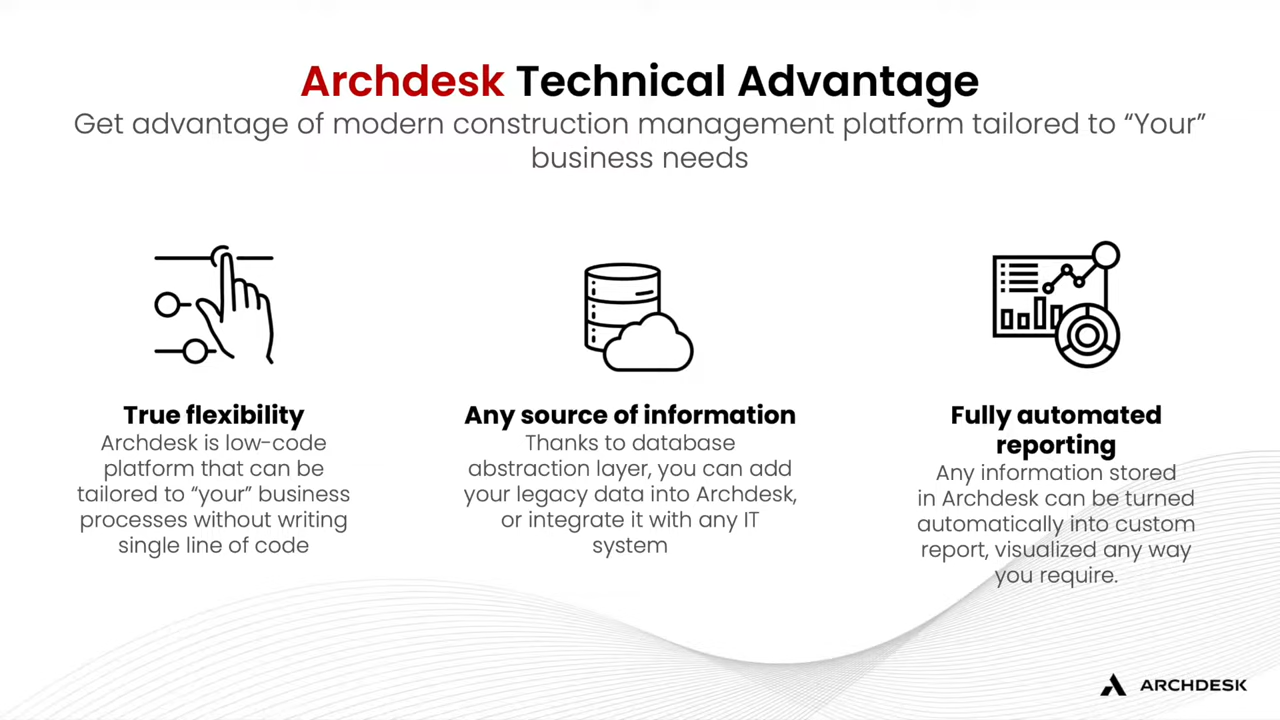 Archdesk Technical Advantage
Get advantage of modern construction management platform tailored to “Your”
business needs
True flexibility
Archdesk is low-code
platform that can be
tailored to “your” business
processes without writing
single line of code
Any source of information
Thanks to database
abstraction layer, you can add
your legacy data into Archdesk,
or integrate it with any IT
system
Fully automated
reporting
Any information stored
in Archdesk can be turned
automatically into custom
report, visualized any way
you require.
ARCHDESK